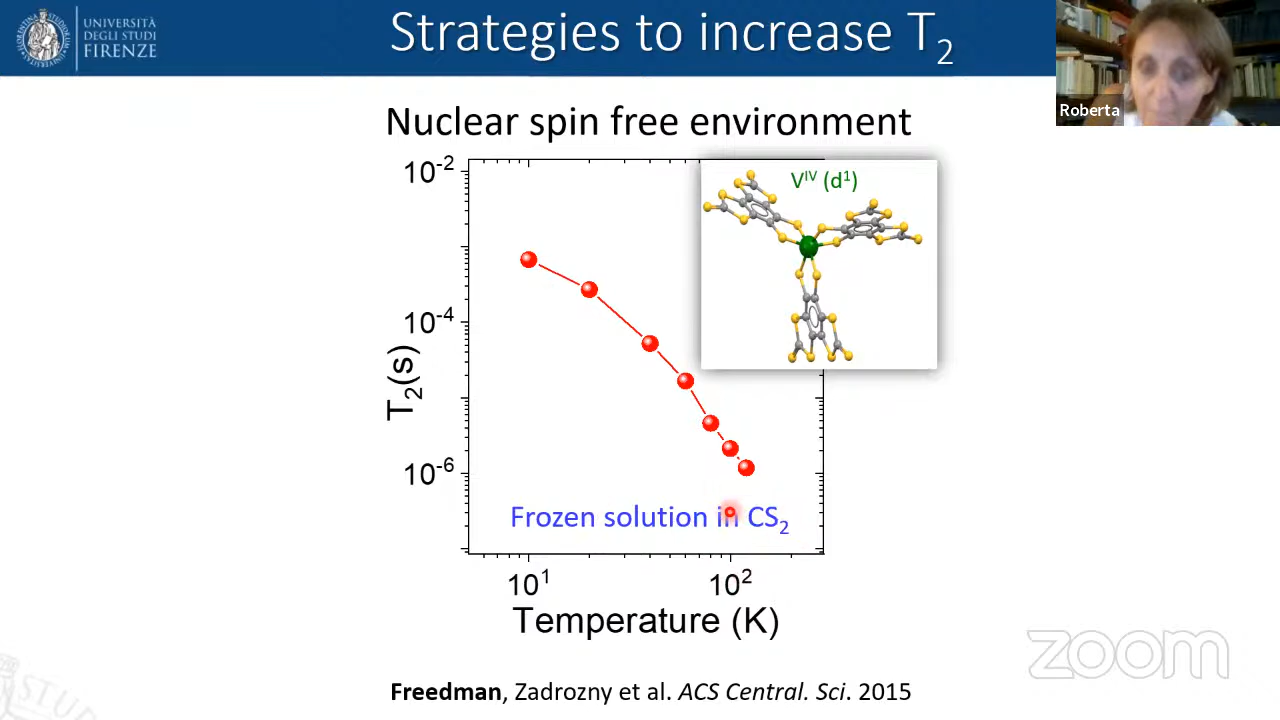 UNIVERSITÀ
DEGLI STUDI
FIRENZE
Strategies to increase T₂
Roberta
Nuclear spin free environment
Vᴵⱽ (d¹)
10⁻²
10⁻⁴
10⁻⁶
T₂(s)
Frozen solution in CS₂
10¹
10²
Temperature (K)
zoom
Freedman, Zadrozny et al. ACS Central. Sci. 2015